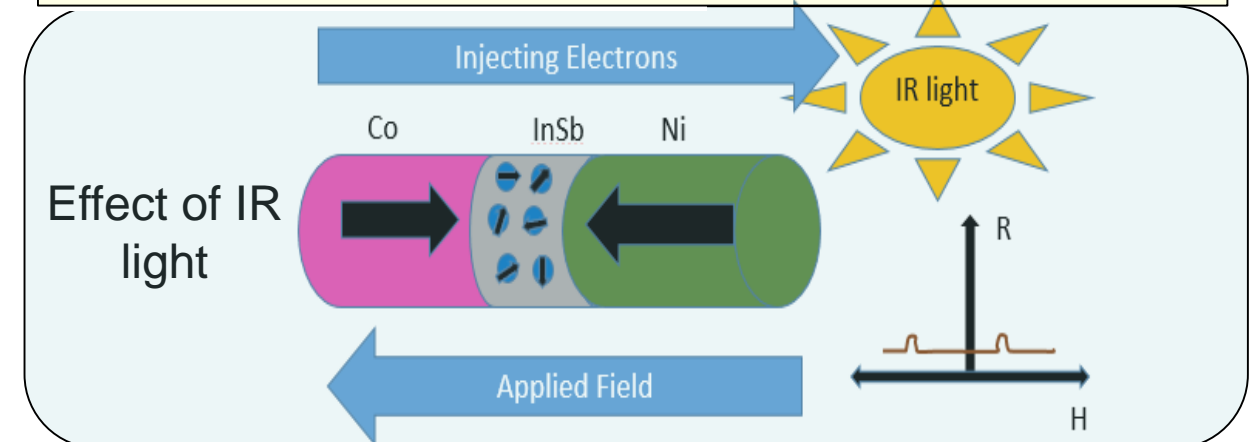 Injecting Electrons
IR light
Co
InSb
Ni
Effect of IR
light
R
Applied Field
H